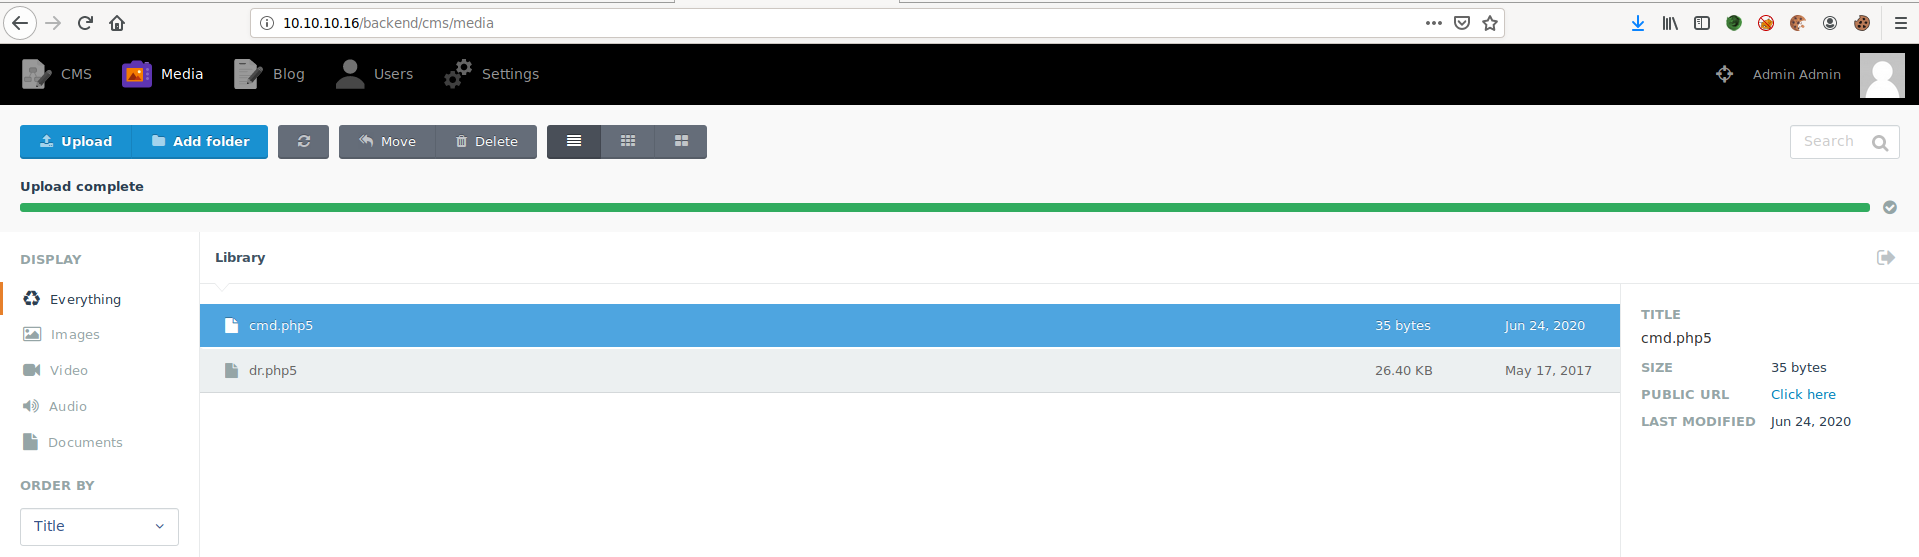 10.10.10.16/backend/cms/media
CMS Media Blog Users Settings Admin Admin
Upload Add folder Move Delete Search
Upload complete
DISPLAY
Everything
Images
Video
Audio
Documents
ORDER BY
Title
Library
cmd.php5 35 bytes Jun 24, 2020
dr.php5 26.40 KB May 17, 2017
TITLE
cmd.php5
SIZE 35 bytes
PUBLIC URL Click here
LAST MODIFIED Jun 24, 2020